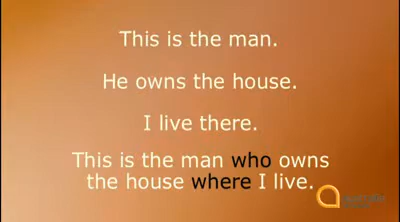 This is the man.
He owns the house.
I live there.
This is the man who owns
the house where I live.